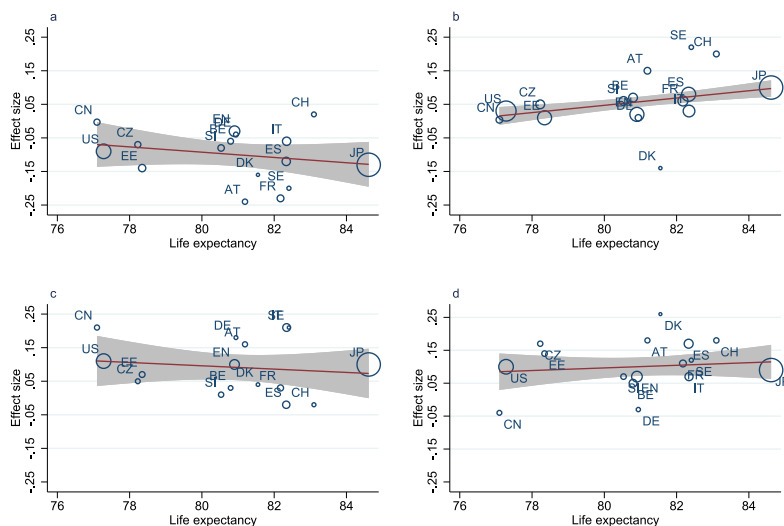 a
Effect size
.25
.15
.05
-.05
-.15
-.25
CN
US
CZ
EE
EN
BE
SI
DK
AT
CH
IT
ES
SE
FR
JP
76
78
80
82
84
Life expectancy
b
Effect size
.25
.15
.05
-.05
-.15
-.25
SE
CH
AT
JP
US
CN
CZ
EE
BE
SI
ES
FR
IT
DK
76
78
80
82
84
Life expectancy
c
Effect size
.25
.15
.05
-.05
-.15
-.25
CN
US
EE
CZ
DE
AT
EN
BE
DK
SI
SE
FR
ES
CH
JP
76
78
80
82
84
Life expectancy
d
Effect size
.25
.15
.05
-.05
-.15
-.25
DK
US
CZ
EE
CN
AT
ES
CH
SE
FR
IT
SI
EN
BE
DE
JP
76
78
80
82
84
Life expectancy